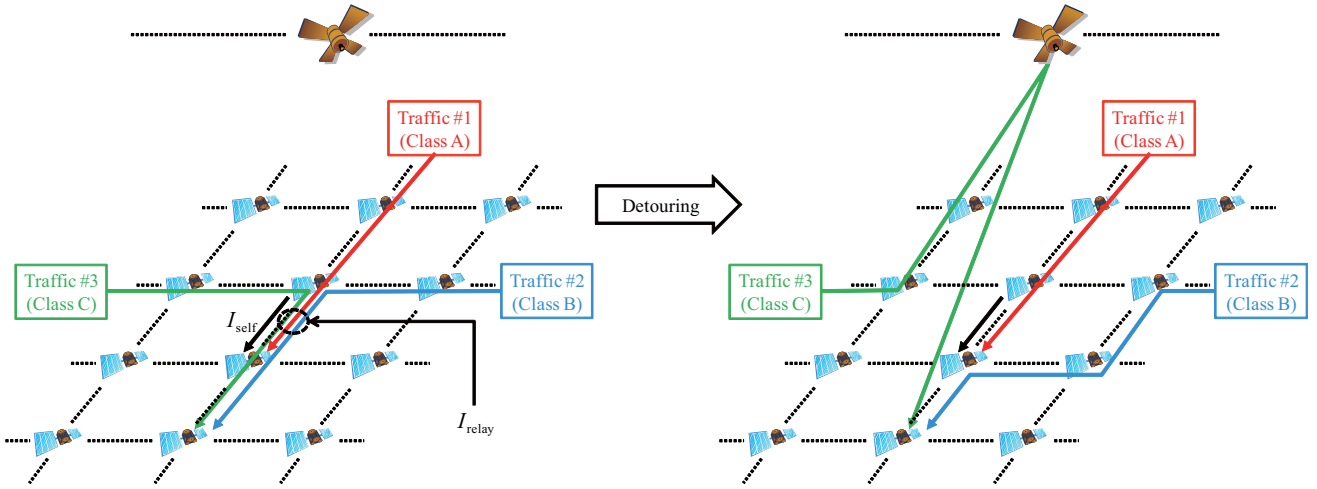 Traffic #1
(Class A)
Traffic #3
(Class C)
Traffic #2
(Class B)
I_self
I_relay
Detouring
Traffic #1
(Class A)
Traffic #3
(Class C)
Traffic #2
(Class B)